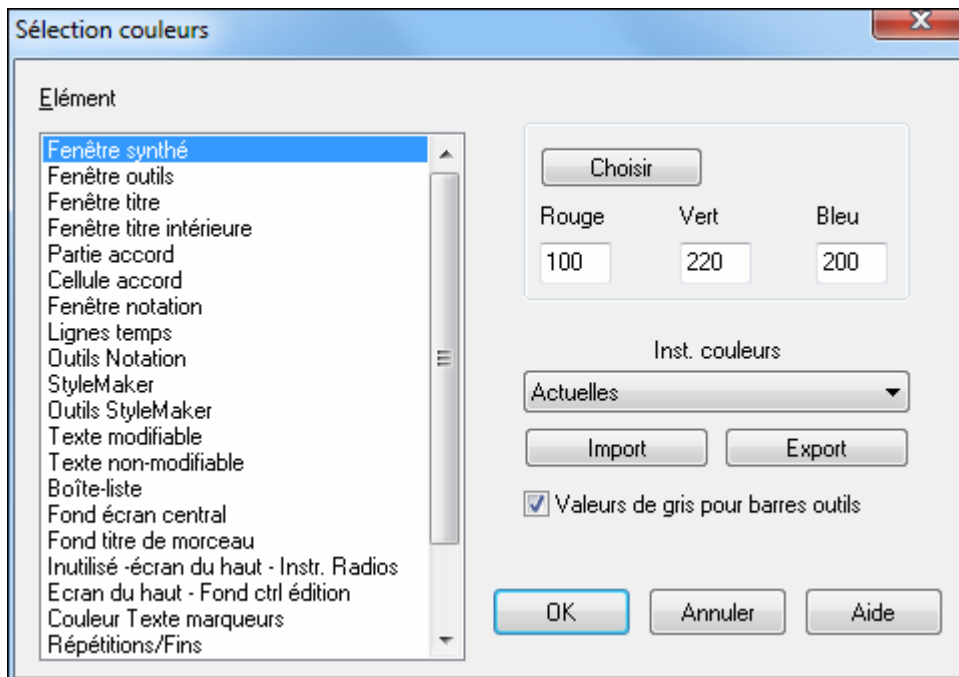 Sélection couleurs
Elément
Fenêtre synthé
Fenêtre outils
Fenêtre titre
Fenêtre titre intérieure
Partie accord
Cellule accord
Fenêtre notation
Lignes temps
Outils Notation
StyleMaker
Outils StyleMaker
Texte modifiable
Texte non-modifiable
Boîte-liste
Fond écran central
Fond titre de morceau
Inutilisé -écran du haut - Instr. Radios
Ecran du haut - Fond ctrl édition
Couleur Texte marqueurs
Répétitions/Fins
Choisir
Rouge Vert Bleu
100 220 200
Inst. couleurs
Actuelles
Import Export
Valeurs de gris pour barres outils
OK Annuler Aide